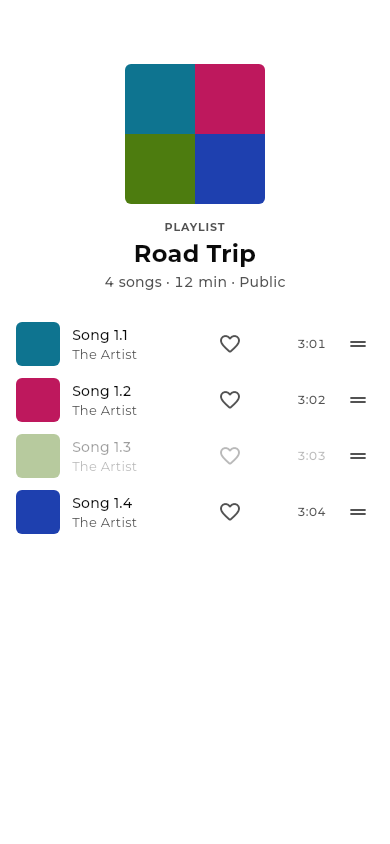 PLAYLIST
Road Trip
4 songs · 12 min · Public
Song 1.1
The Artist
3:01
Song 1.2
The Artist
3:02
Song 1.3
The Artist
3:03
Song 1.4
The Artist
3:04